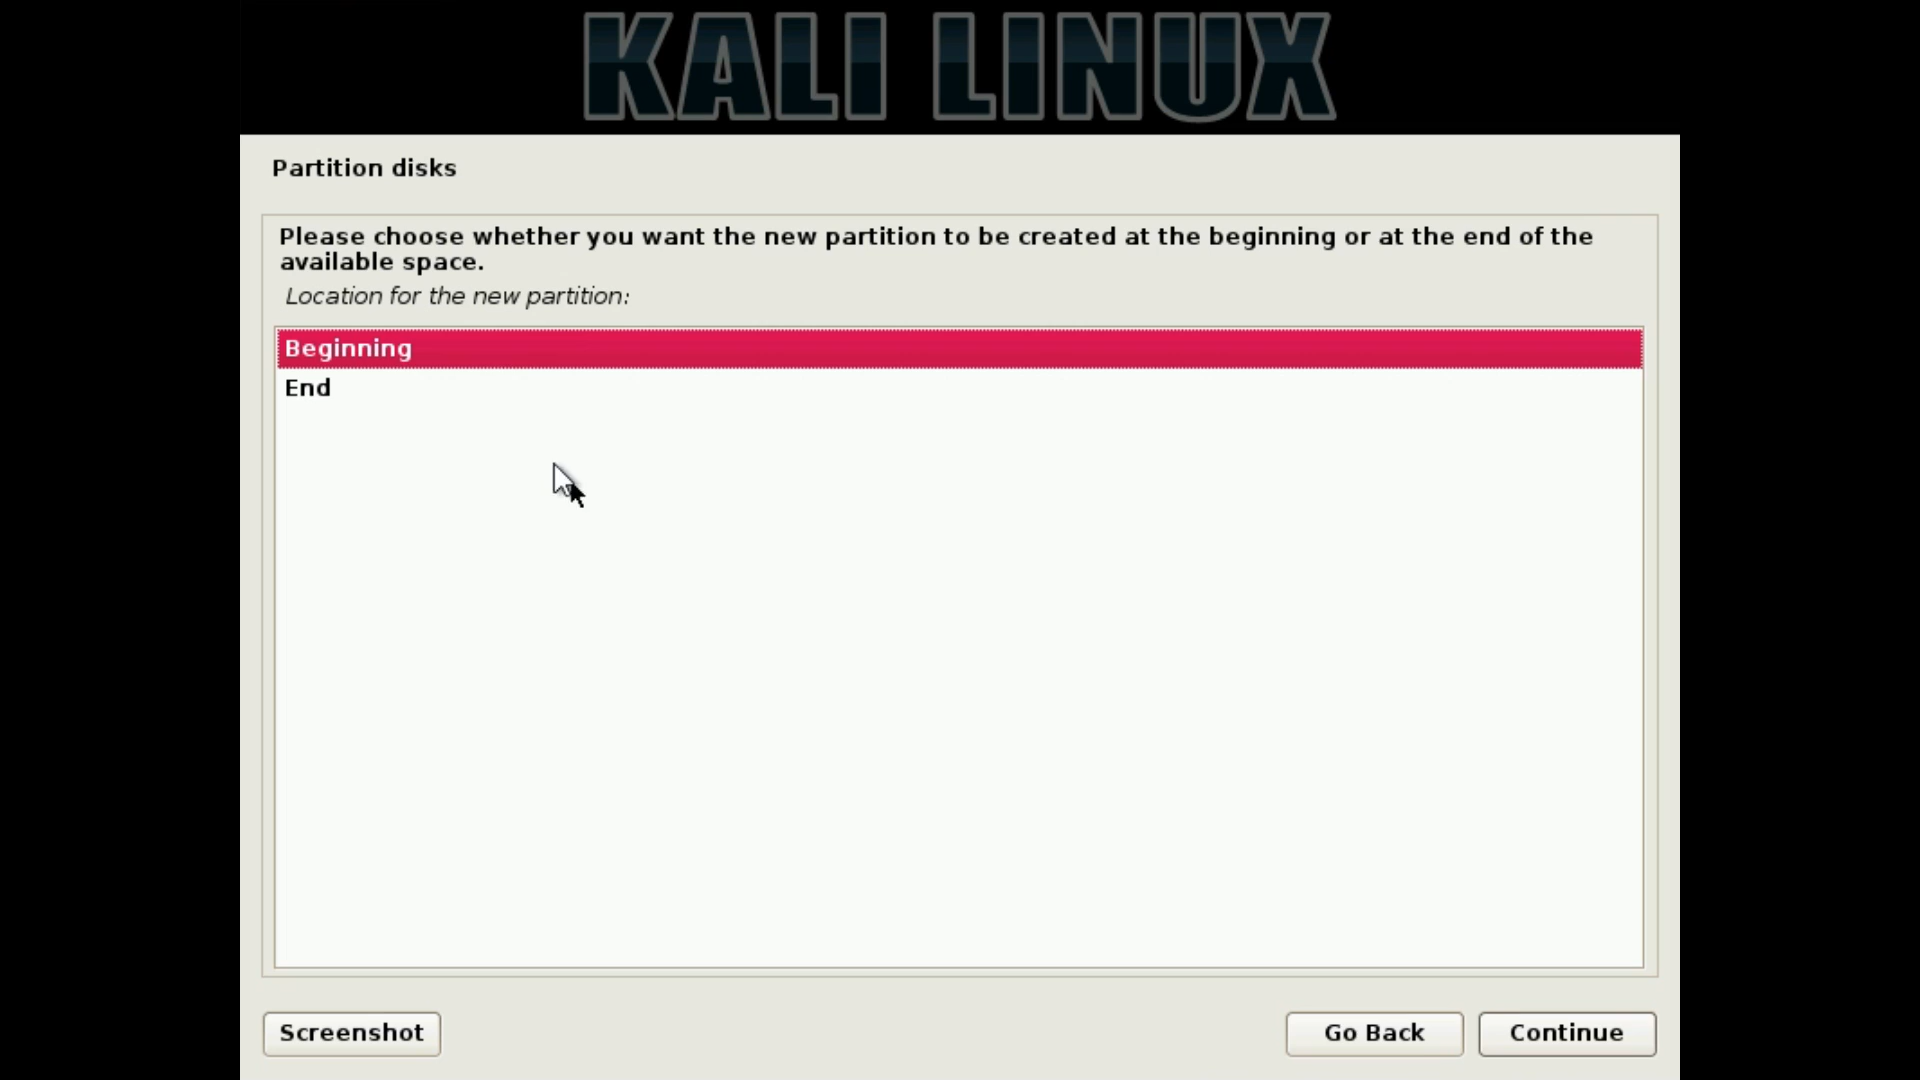 KALI LINUX
Partition disks
Please choose whether you want the new partition to be created at the beginning or at the end of the
available space.
Location for the new partition:
Beginning
End
Screenshot
Go Back
Continue